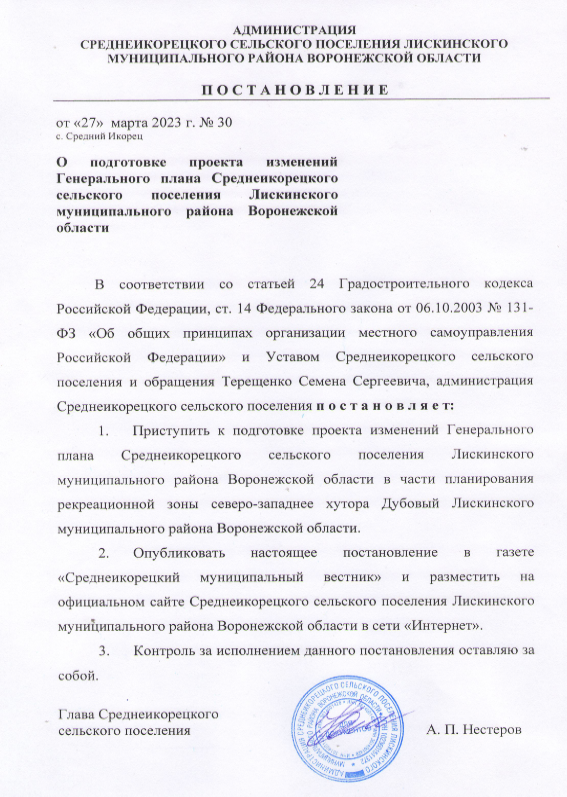 АДМИНИСТРАЦИЯ
СРЕДНЕИКОРЕЦКОГО СЕЛЬСКОГО ПОСЕЛЕНИЯ ЛИСКИНСКОГО
МУНИЦИПАЛЬНОГО РАЙОНА ВОРОНЕЖСКОЙ ОБЛАСТИ
П О С Т А Н О В Л Е Н И Е
от «27» марта 2023 г. № 30
с. Средний Икорец
О подготовке проекта изменений
Генерального плана Среднеикорецкого
сельского поселения Лискинского
муниципального района Воронежской
области
В соответствии со статьей 24 Градостроительного кодекса
Российской Федерации, ст. 14 Федерального закона от 06.10.2003 № 131-
ФЗ «Об общих принципах организации местного самоуправления
Российской Федерации» и Уставом Среднеикорецкого сельского
поселения и обращения Терещенко Семена Сергеевича, администрация
Среднеикорецкого сельского поселения п о с т а н о в л я е т:
1. Приступить к подготовке проекта изменений Генерального
плана Среднеикорецкого сельского поселения Лискинского
муниципального района Воронежской области в части планирования
рекреационной зоны северо-западнее хутора Дубовый Лискинского
муниципального района Воронежской области.
2. Опубликовать настоящее постановление в газете
«Среднеикорецкий муниципальный вестник» и разместить на
официальном сайте Среднеикорецкого сельского поселения Лискинского
муниципального района Воронежской области в сети «Интернет».
3. Контроль за исполнением данного постановления оставляю за
собой.
Глава Среднеикорецкого
сельского поселения А. П. Нестеров
АДМИНИСТРАЦИЯ СРЕДНЕИКОРЕЦКОГО СЕЛЬСКОГО ПОСЕЛЕНИЯ ЛИСКИНСКОГО